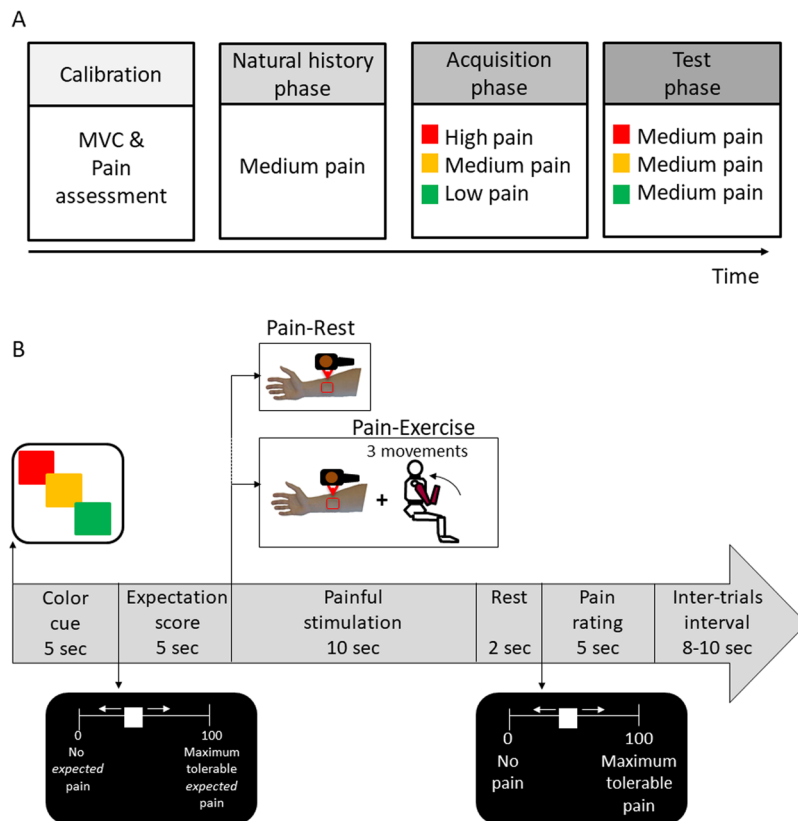 A
Calibration
MVC &
Pain
assessment
Natural history
phase
Medium pain
Acquisition
phase
High pain
Medium pain
Low pain
Test
phase
Medium pain
Medium pain
Medium pain
Time
B
Pain-Rest
Pain-Exercise
3 movements
+
Color
cue
5 sec
Expectation
score
5 sec
Painful
stimulation
10 sec
Rest
2 sec
Pain
rating
5 sec
Inter-trials
interval
8-10 sec
0
No
expected
pain
100
Maximum
tolerable
expected
pain
0
No
pain
100
Maximum
tolerable
pain